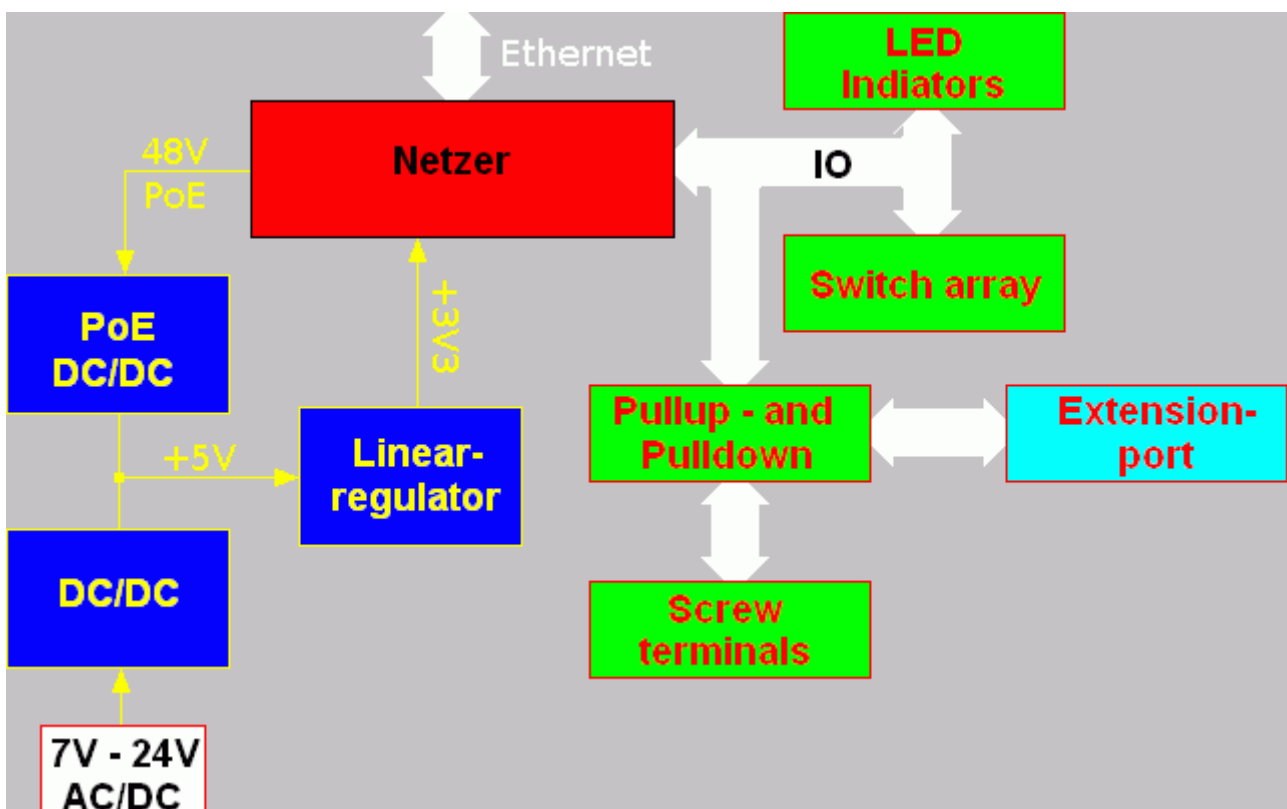 Ethernet
LED
Indiators
48V
PoE
Netzer
IO
+3V3
Switch array
PoE
DC/DC
Pullup - and
Pulldown
Extension-
port
+5V
Linear-
regulator
DC/DC
Screw
terminals
7V - 24V
AC/DC